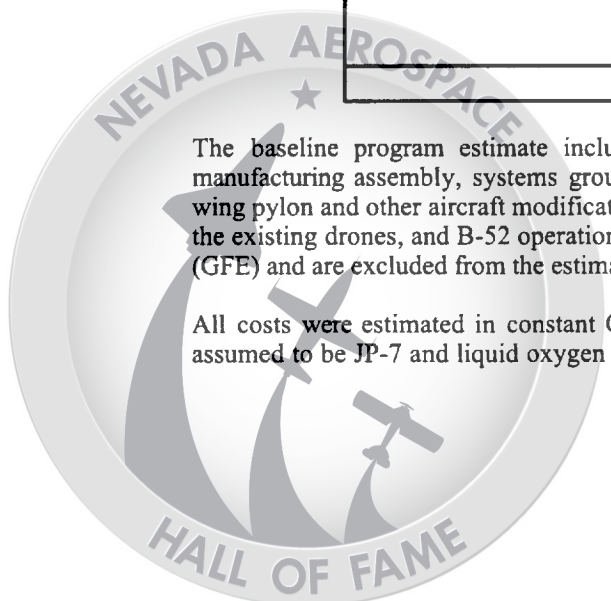 NEVADA AEROSPACE
HALL OF FAME
The baseline program estimate inclu
manufacturing assembly, systems grou
wing pylon and other aircraft modificat
the existing drones, and B-52 operation
(GFE) and are excluded from the estima
All costs were estimated in constant
assumed to be JP-7 and liquid oxygen